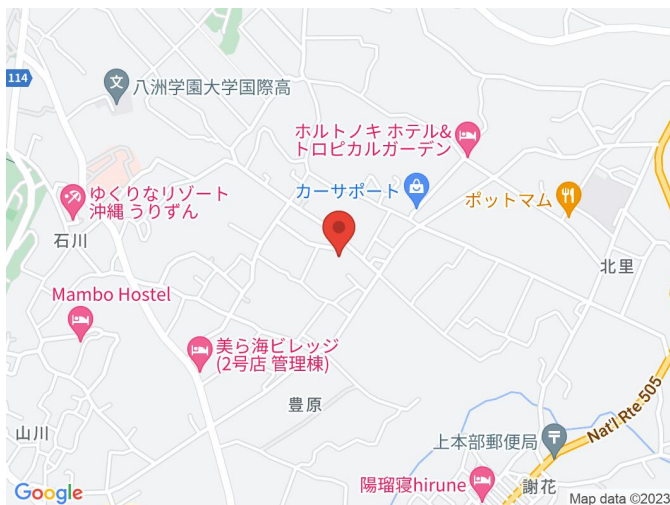 114
八洲学園大学国際高
ホルトノキ ホテル&
トロピカルガーデン
カーサポート
ポットマム
ゆくりなリゾート
沖縄 うりずん
石川
北里
Mambo Hostel
美ら海ビレッジ
(2号店 管理棟)
豊原
山川
Nat'l Rte 505
上本部郵便局
陽瑠寝hirune
謝花
Google
Map data ©2023